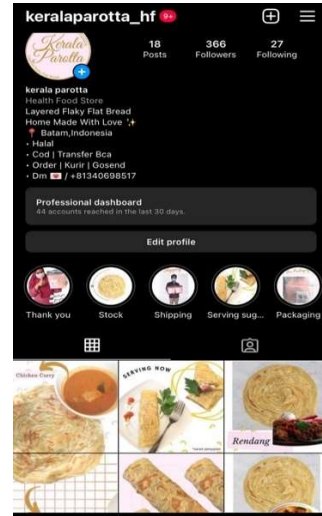 keralaparotta_hf 9+
Kerala
Parotta
18 366 27
Posts Followers Following
kerala parotta
Health Food Store
Layered Flaky Flat Bread
Home Made With Love
Batam,Indonesia
• Halal
• Cod | Transfer Bca
• Order | Kurir | Gosend
• Dm 💌 / +81340698517
Professional dashboard
44 accounts reached in the last 30 days.
Edit profile
Thank you Stock Shipping Serving sug... Packaging
Chicken Curry
SERVING NOW
Rendang